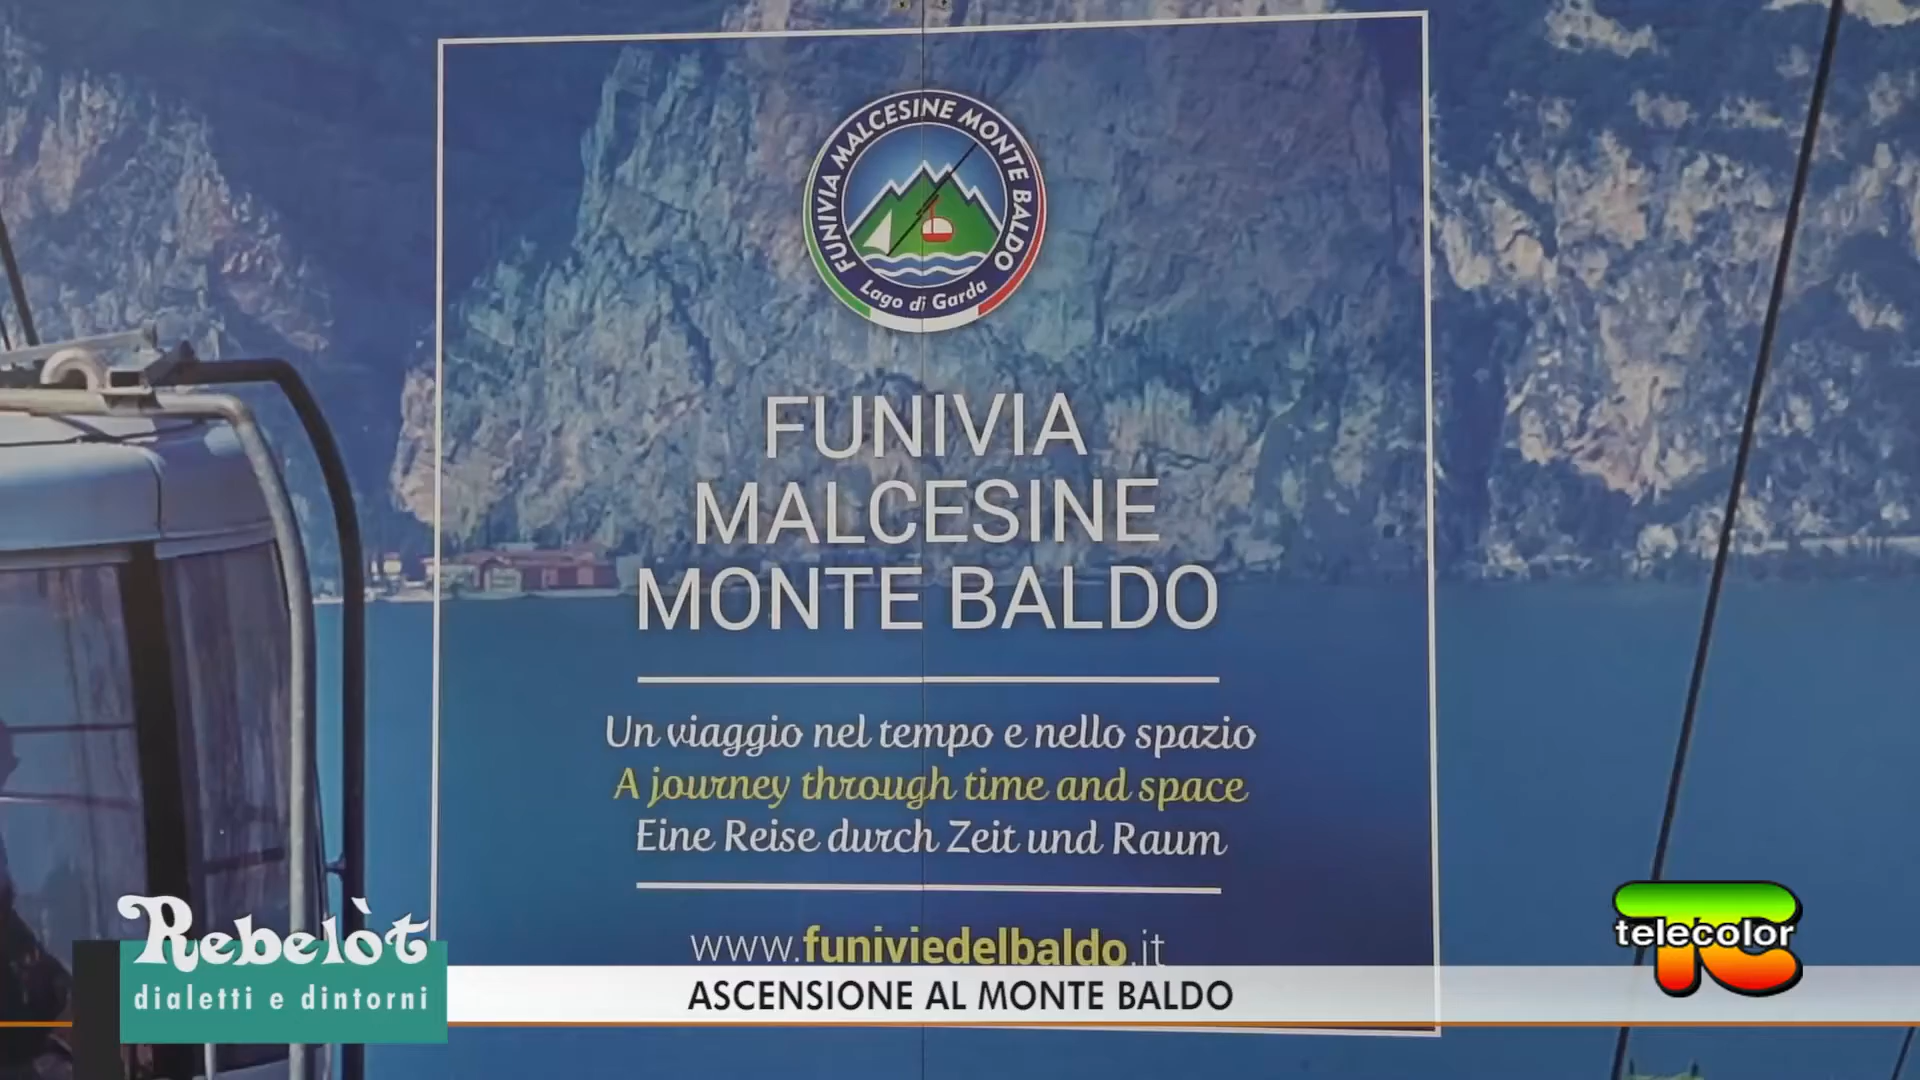 FUNIVIA MALCESINE MONTE BALDO
Lago di Garda
FUNIVIA
MALCESINE
MONTE BALDO
Un viaggio nel tempo e nello spazio
A journey through time and space
Eine Reise durch Zeit und Raum
www.funiviedelbaldo.it
Rebelòt
dialetti e dintorni
ASCENSIONE AL MONTE BALDO
telecolor
TC